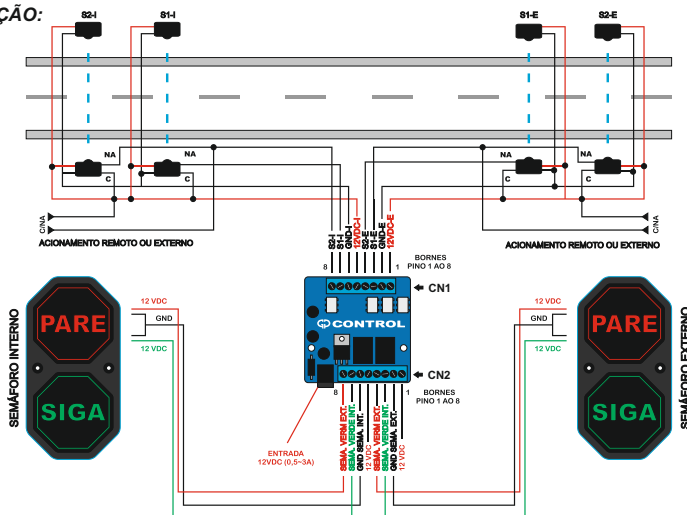 ÇÃO:
S2-I
S1-I
S1-E
S2-E
NA
NA
NA
NA
C
C
C
C
C/NA
C/NA
ACIONAMENTO REMOTO OU EXTERNO
ACIONAMENTO REMOTO OU EXTERNO
S2-I
S1-I
GND-I
12VDC-I
S2-E
S1-E
GND-E
12VDC-E
8
1
BORNES
PINO 1 AO 8
CN1
CONTROL
CN2
8
1
BORNES
PINO 1 AO 8
SEMÁFORO INTERNO
PARE
SIGA
12 VDC
GND
12 VDC
12 VDC
GND
12 VDC
PARE
SIGA
SEMÁFORO EXTERNO
ENTRADA
12VDC (0,5~3A)
SEMA. VERM EXT.
SEMA. VERDE INT.
GND SEMA. INT.
12 VDC
SEMA. VERM EXT.
SEMA. VERDE INT.
GND SEMA. EXT.
12 VDC